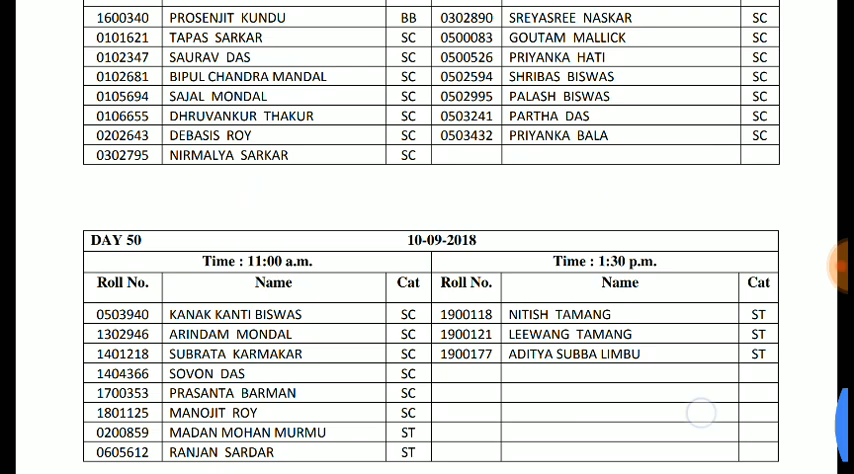 1600340 PROSENJIT KUNDU BB 0302890 SREYASREE NASKAR SC
0101621 TAPAS SARKAR SC 0500083 GOUTAM MALLICK SC
0102347 SAURAV DAS SC 0500526 PRIYANKA HATI SC
0102681 BIPUL CHANDRA MANDAL SC 0502594 SHRIBAS BISWAS SC
0105694 SAJAL MONDAL SC 0502995 PALASH BISWAS SC
0106655 DHRUVANKUR THAKUR SC 0503241 PARTHA DAS SC
0202643 DEBASIS ROY SC 0503432 PRIYANKA BALA SC
0302795 NIRMALYA SARKAR SC
DAY 50 10-09-2018
Time : 11:00 a.m. Time : 1:30 p.m.
Roll No. Name Cat Roll No. Name Cat
0503940 KANAK KANTI BISWAS SC 1900118 NITISH TAMANG ST
1302946 ARINDAM MONDAL SC 1900121 LEEWANG TAMANG ST
1401218 SUBRATA KARMAKAR SC 1900177 ADITYA SUBBA LIMBU ST
1404366 SOVON DAS SC
1700353 PRASANTA BARMAN SC
1801125 MANOJIT ROY SC
0200859 MADAN MOHAN MURMU ST
0605612 RANJAN SARDAR ST